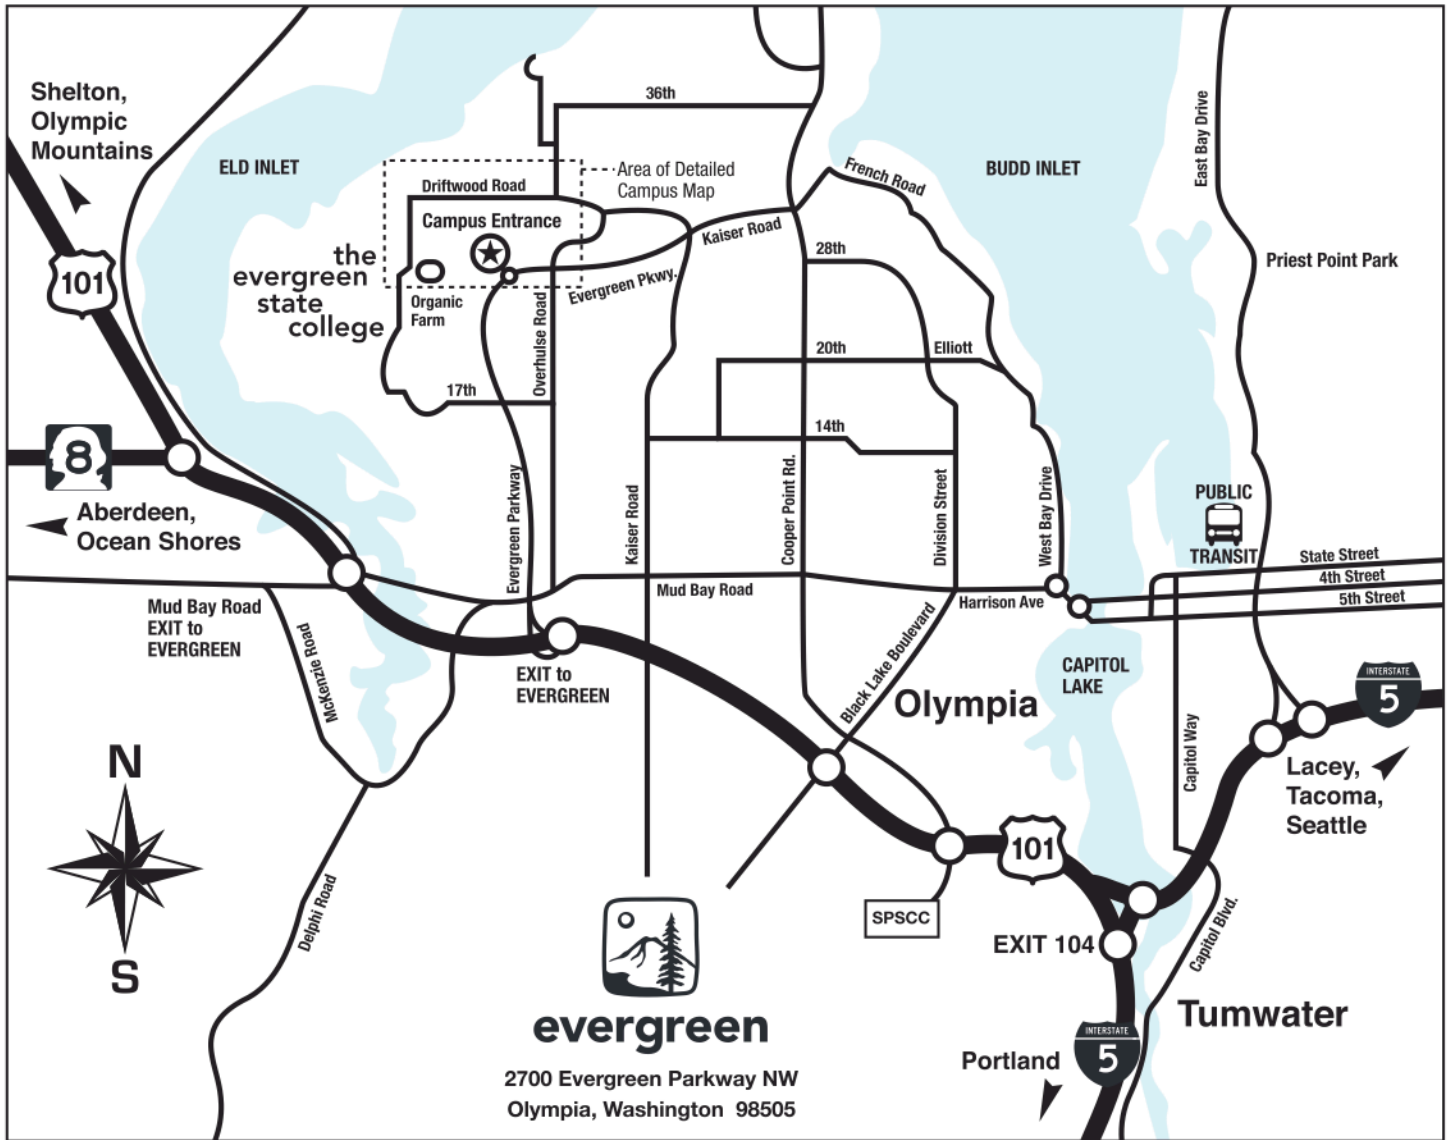 36th
Shelton,
Olympic
Mountains
East Bay Drive
ELD INLET
Area of Detailed
Campus Map
French Road
BUDD INLET
Driftwood Road
Campus Entrance
Kaiser Road
the
evergreen
state
college
28th
Priest Point Park
101
Organic
Farm
Evergreen Pkwy.
Overhulse Road
20th
Elliott
17th
14th
8
Evergreen Parkway
Kaiser Road
Cooper Point Rd.
Division Street
West Bay Drive
PUBLIC
TRANSIT
Aberdeen,
Ocean Shores
State Street
4th Street
5th Street
Mud Bay Road
EXIT to
EVERGREEN
Mud Bay Road
Harrison Ave
McKenzie Road
EXIT to
EVERGREEN
Black Lake Boulevard
CAPITOL
LAKE
Olympia
INTERSTATE
5
Capitol Way
Lacey,
Tacoma,
Seattle
N
S
101
Delphi Road
SPSCC
EXIT 104
Capitol Blvd.
Tumwater
evergreen
INTERSTATE
5
Portland
2700 Evergreen Parkway NW
Olympia, Washington 98505